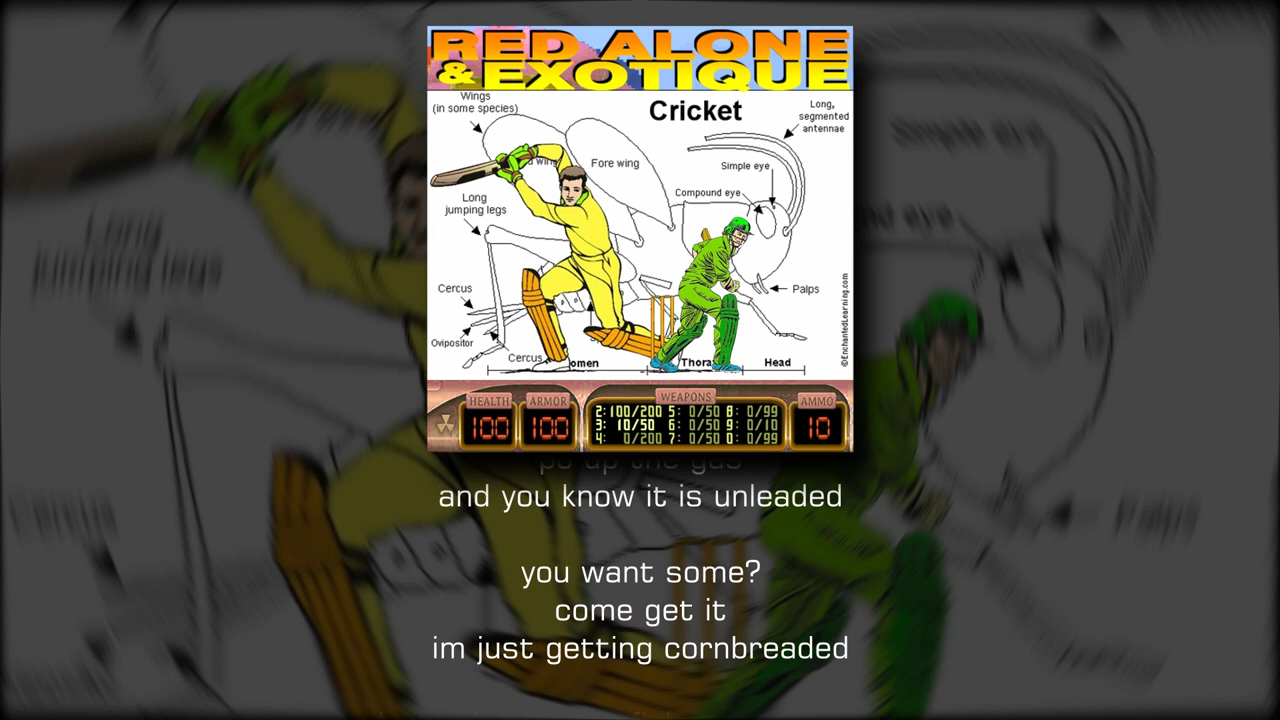 RED ALONE
& EXOTIQUE
Wings
(in some species)
Cricket
Long,
segmented
antennae
Fore wing
Simple eye
Compound eye
Long
jumping legs
Cercus
Palps
Ovipositor
Cercus
Head
©EnchantedLearning.com
HEALTH
ARMOR
WEAPONS
AMMO
100
100
2:100/200 5: 0/50 8: 0/99
3: 10/50 6: 0/50 9: 0/10
4: 0/200 7: 0/50 0: 0/99
10
up the gas
and you know it is unleaded
you want some?
come get it
im just getting cornbreaded